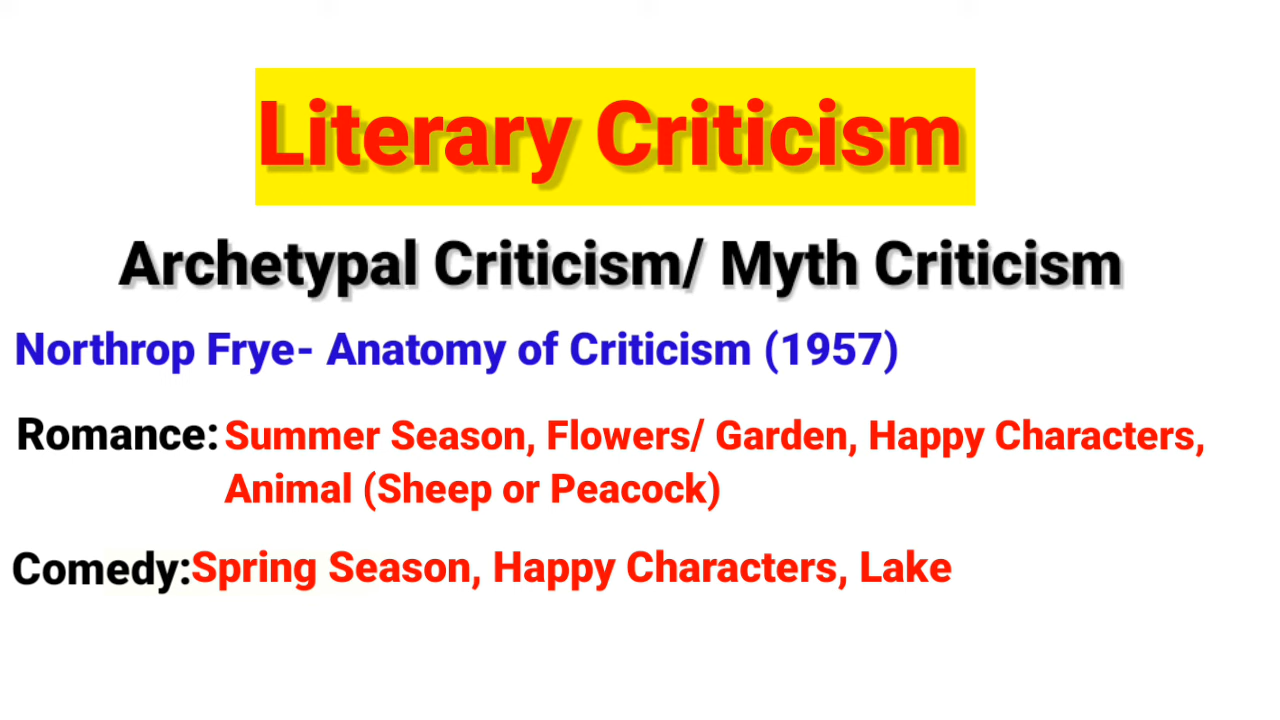 Literary Criticism
Archetypal Criticism/ Myth Criticism
Northrop Frye- Anatomy of Criticism (1957)
Romance: Summer Season, Flowers/ Garden, Happy Characters,
Animal (Sheep or Peacock)
Comedy:Spring Season, Happy Characters, Lake